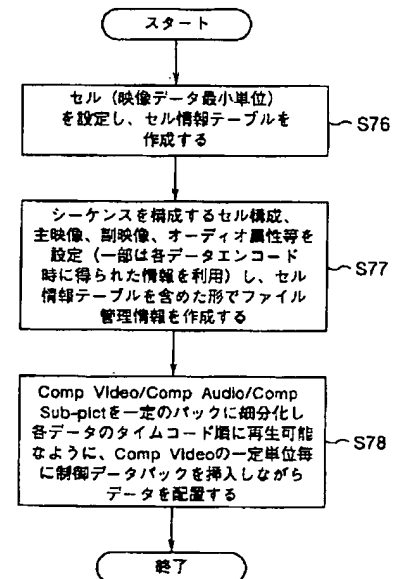 スタート
セル（映像データ最小単位）
を設定し、セル情報テーブルを
作成する
S76
シーケンスを構成するセル構成、
主映像、副映像、オーディオ属性等を
設定（一部は各データエンコード
時に得られた情報を利用）し、セル
情報テーブルを含めた形でファイル
管理情報を作成する
S77
Comp Video/Comp Audio/Comp
Sub-pictを一定のパックに細分化し
各データのタイムコード順に再生可能
なように、Comp Videoの一定単位毎
に制御データパックを挿入しながら
データを配置する
S78
終了